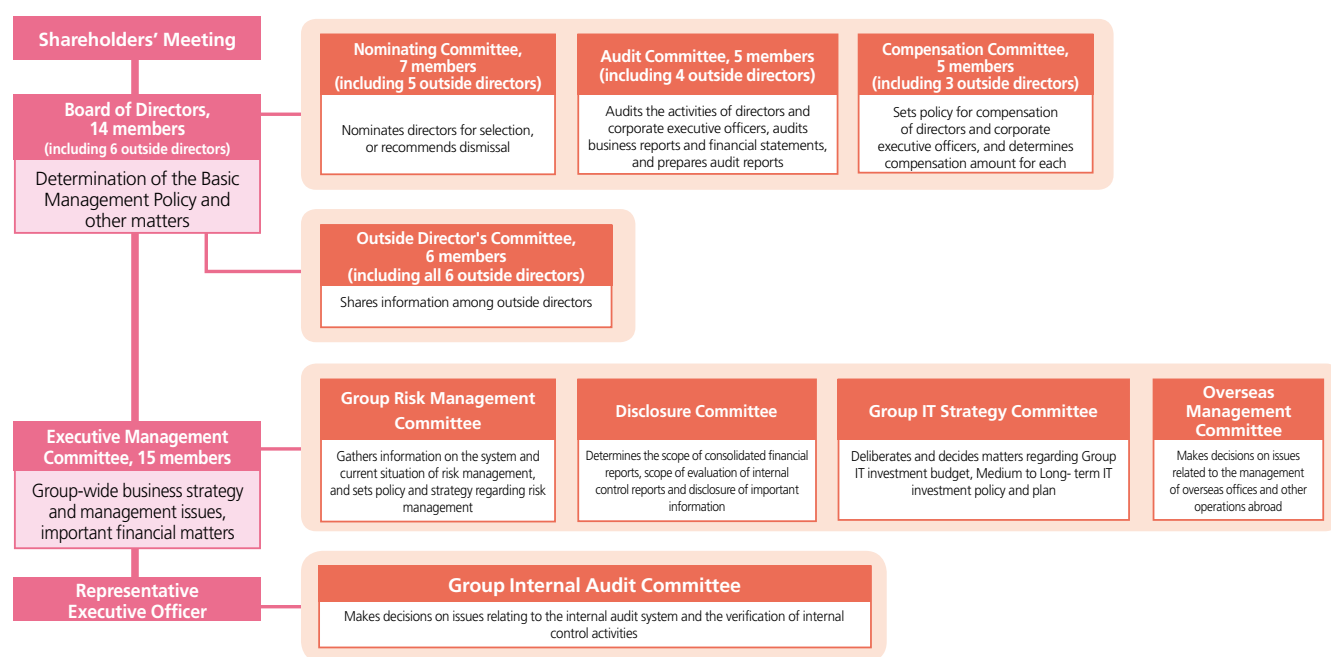 Shareholders' Meeting
Board of Directors,
14 members
(including 6 outside directors)
Determination of the Basic
Management Policy and
other matters
Nominating Committee,
7 members
(including 5 outside directors)
Nominates directors for selection,
or recommends dismissal
Audit Committee, 5 members
(including 4 outside directors)
Audits the activities of directors and
corporate executive officers, audits
business reports and financial statements,
and prepares audit reports
Compensation Committee,
5 members
(including 3 outside directors)
Sets policy for compensation
of directors and corporate
executive officers, and determines
compensation amount for each
Outside Director's Committee,
6 members
(including all 6 outside directors)
Shares information among outside directors
Executive Management
Committee, 15 members
Group-wide business strategy
and management issues,
important financial matters
Group Risk Management
Committee
Gathers information on the system and
current situation of risk management,
and sets policy and strategy regarding risk
management
Disclosure Committee
Determines the scope of consolidated financial
reports, scope of evaluation of internal
control reports and disclosure of important
information
Group IT Strategy Committee
Deliberates and decides matters regarding Group
IT investment budget, Medium to Long- term IT
investment policy and plan
Overseas
Management
Committee
Makes decisions on issues
related to the management
of overseas offices and other
operations abroad
Representative
Executive Officer
Group Internal Audit Committee
Makes decisions on issues relating to the internal audit system and the verification of internal
control activities